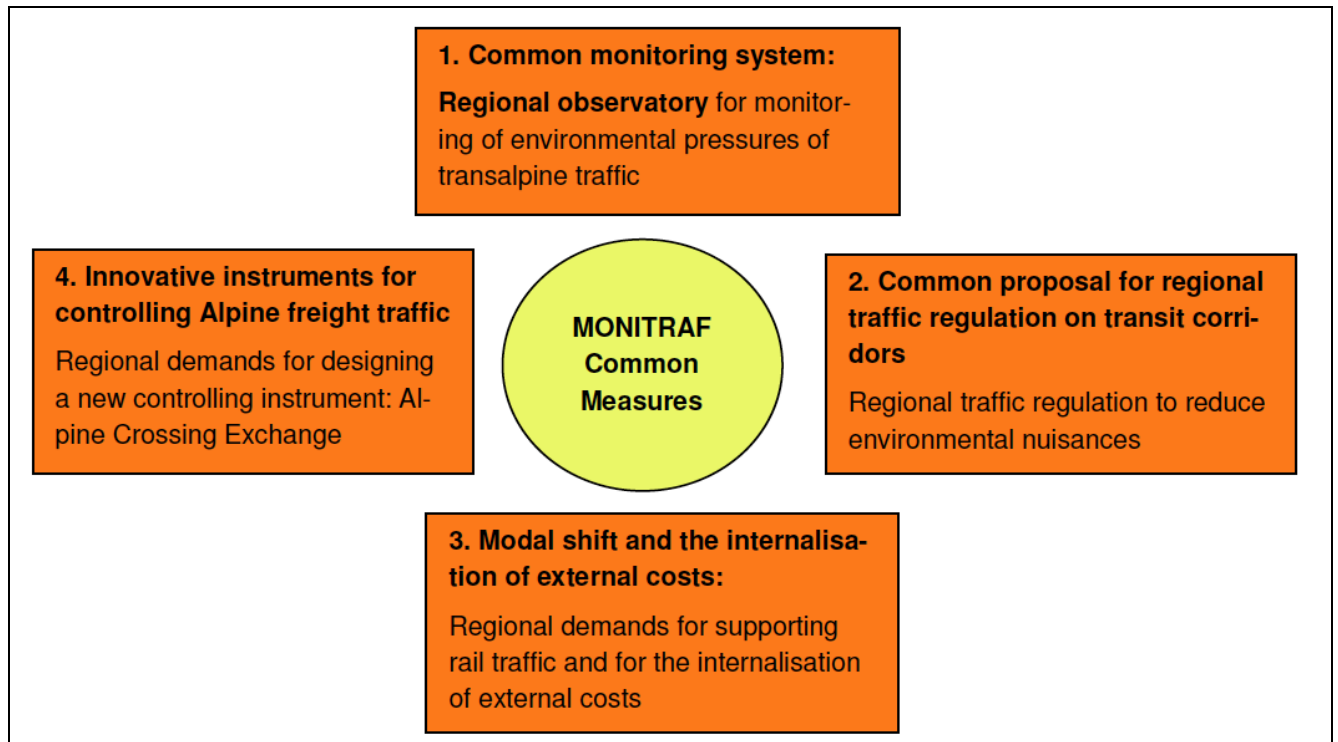 1. Common monitoring system:
Regional observatory for monitor-
ing of environmental pressures of
transalpine traffic
4. Innovative instruments for
controlling Alpine freight traffic
Regional demands for designing
a new controlling instrument: Al-
pine Crossing Exchange
MONITRAF
Common
Measures
2. Common proposal for regional
traffic regulation on transit corri-
dors
Regional traffic regulation to reduce
environmental nuisances
3. Modal shift and the internalisa-
tion of external costs:
Regional demands for supporting
rail traffic and for the internalisation
of external costs